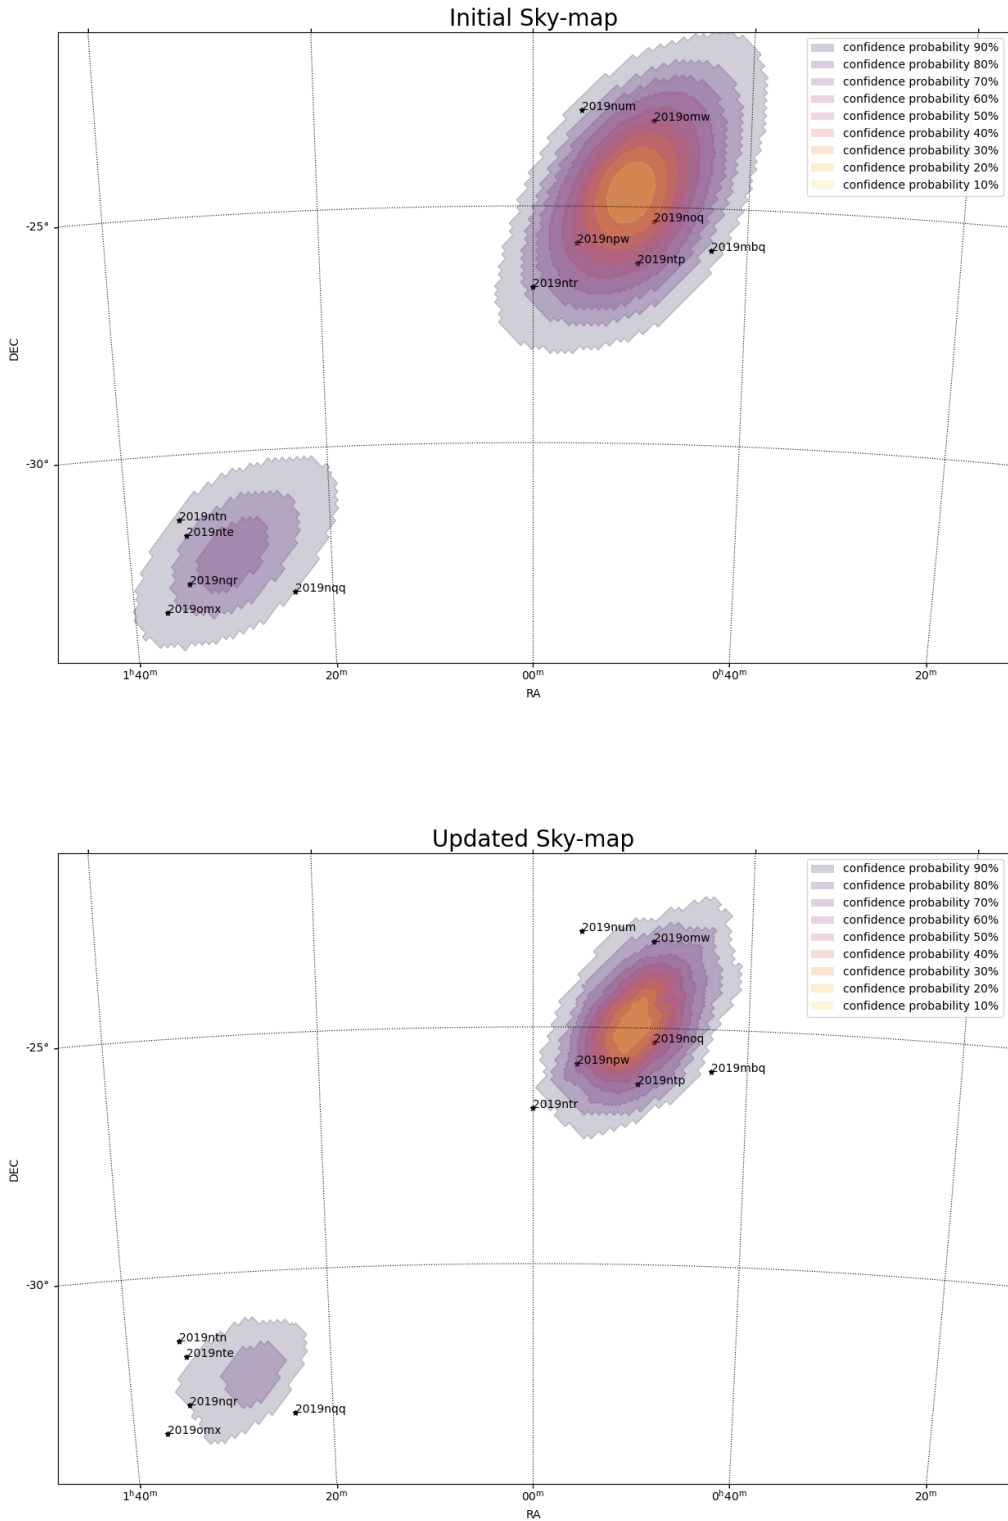 Initial Sky-map
confidence probability 90%
confidence probability 80%
confidence probability 70%
confidence probability 60%
confidence probability 50%
confidence probability 40%
confidence probability 30%
confidence probability 20%
confidence probability 10%
2019num
2019omw
2019noq
2019npw
2019mbq
2019ntp
2019ntr
-25°
DEC
-30°
2019ntn
2019nte
2019nqr
2019nqq
2019omx
1ʰ40ᵐ
20ᵐ
00ᵐ
0ʰ40ᵐ
20ᵐ
RA
Updated Sky-map
confidence probability 90%
confidence probability 80%
confidence probability 70%
confidence probability 60%
confidence probability 50%
confidence probability 40%
confidence probability 30%
confidence probability 20%
confidence probability 10%
2019num
2019omw
2019noq
2019npw
2019mbq
2019ntp
2019ntr
-25°
DEC
-30°
2019ntn
2019nte
2019nqr
2019nqq
2019omx
1ʰ40ᵐ
20ᵐ
00ᵐ
0ʰ40ᵐ
20ᵐ
RA